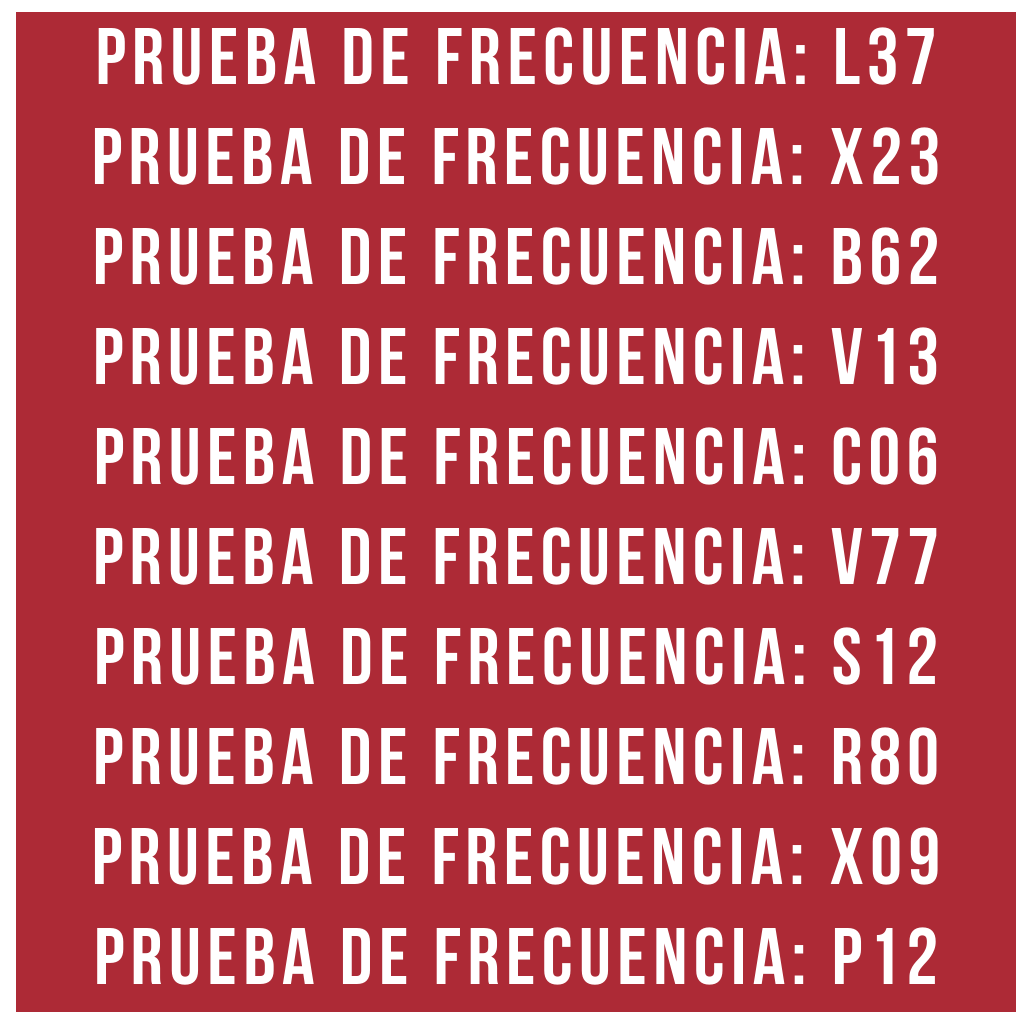 PRUEBA DE FRECUENCIA: L37
PRUEBA DE FRECUENCIA: X23
PRUEBA DE FRECUENCIA: B62
PRUEBA DE FRECUENCIA: V13
PRUEBA DE FRECUENCIA: C06
PRUEBA DE FRECUENCIA: V77
PRUEBA DE FRECUENCIA: S12
PRUEBA DE FRECUENCIA: R80
PRUEBA DE FRECUENCIA: X09
PRUEBA DE FRECUENCIA: P12